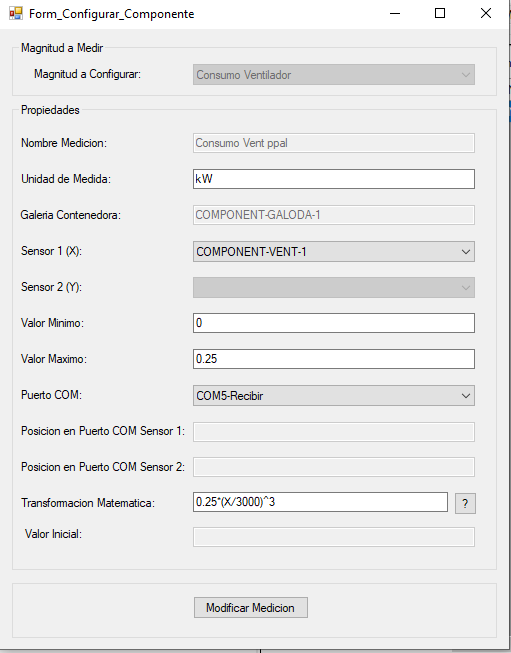 Form_Configurar_Componente
Magnitud a Medir
Magnitud a Configurar: Consumo Ventilador
Propiedades
Nombre Medicion: Consumo Vent ppal
Unidad de Medida: kW
Galeria Contenedora: COMPONENT-GALODA-1
Sensor 1 (X): COMPONENT-VENT-1
Sensor 2 (Y):
Valor Minimo: 0
Valor Maximo: 0.25
Puerto COM: COM5-Recibir
Posicion en Puerto COM Sensor 1:
Posicion en Puerto COM Sensor 2:
Transformacion Matematica: 0.25*(X/3000)^3 ?
Valor Inicial:
Modificar Medicion